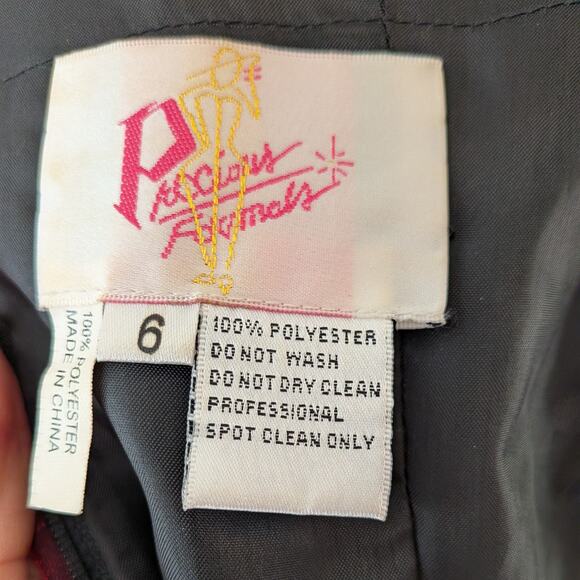 Precious
Formals
100% POLYESTER
MADE IN CHINA
6
100% POLYESTER
DO NOT WASH
DO NOT DRY CLEAN
PROFESSIONAL
SPOT CLEAN ONLY